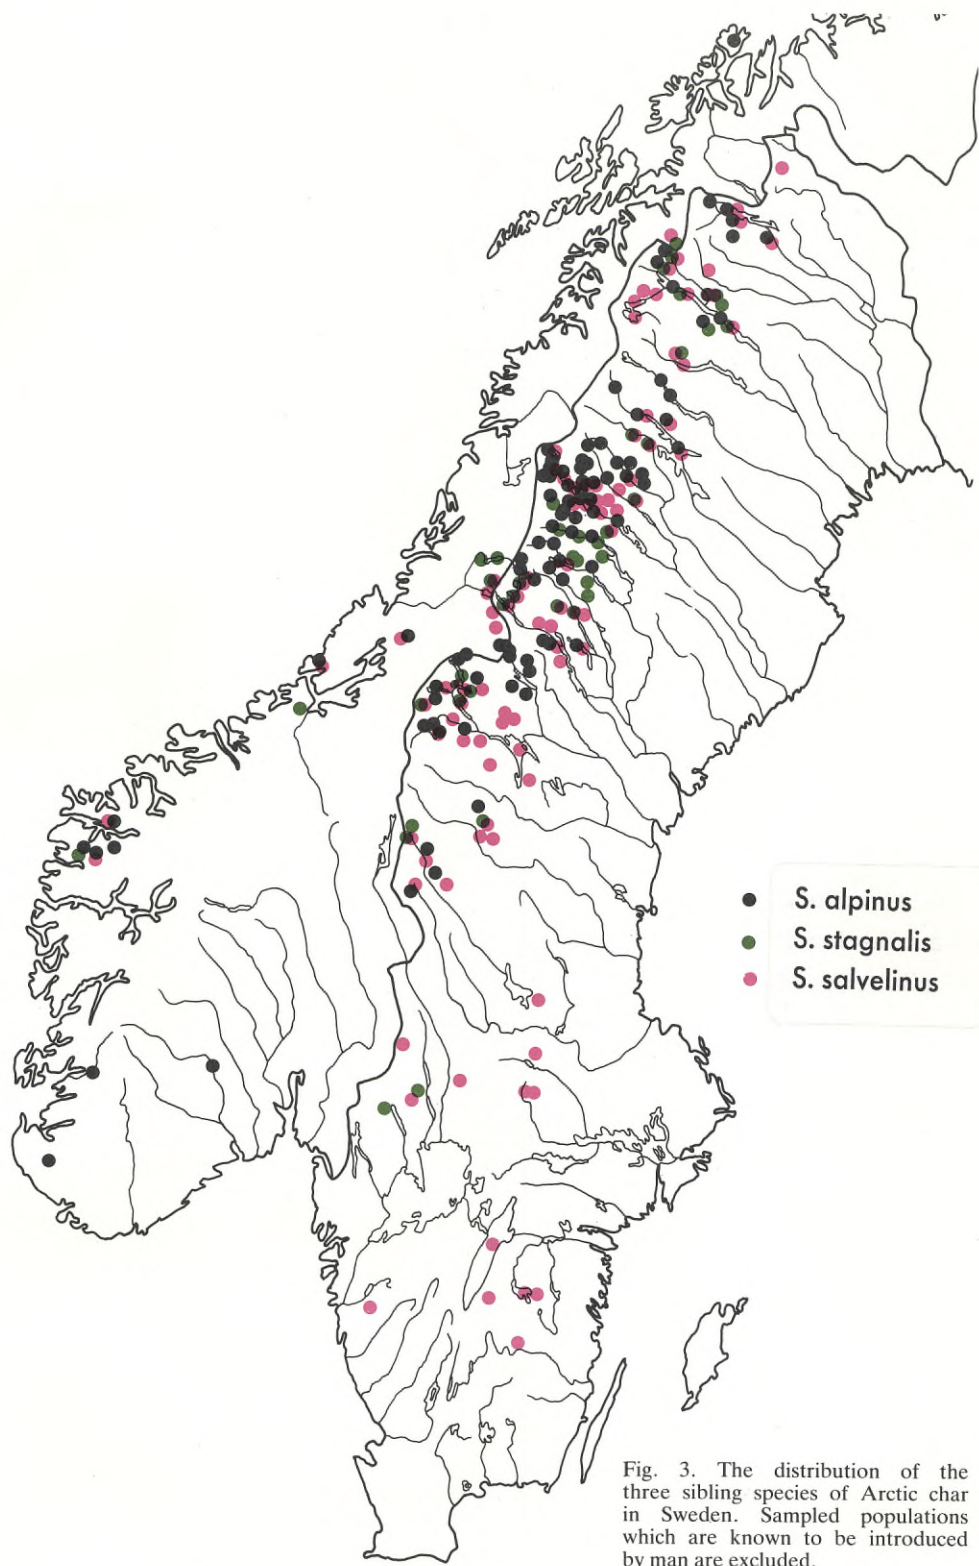 S. alpinus
S. stagnalis
S. salvelinus
Fig. 3. The distribution of the
three sibling species of Arctic char
in Sweden. Sampled populations
which are known to be introduced
by man are excluded.